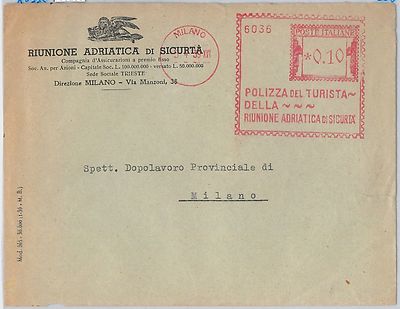 RIUNIONE ADRIATICA DI SICURTÀ
Compagnia d'Assicurazioni a premio fisso
Soc. An. per Azioni - Capitale Soc. L. 100.000.000 - versato L. 50.000.000
Sede Sociale TRIESTE
Direzione MILANO - Via Manzoni, 38
MILANO
6036
POSTE ITALIANE
*0.10
POLIZZA DEL TURISTA~
DELLA ~~~
RIUNIONE ADRIATICA DI SICURTÀ
Spett. Dopolavoro Provinciale di
Milano